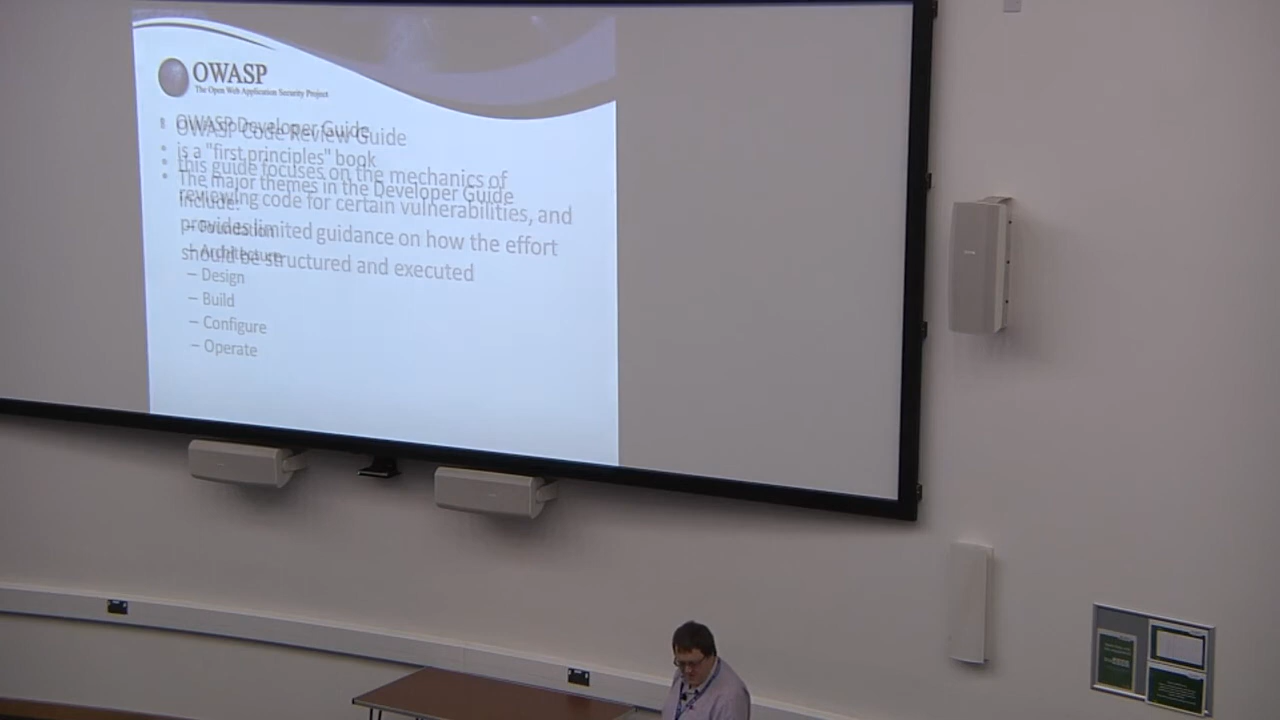 OWASP
The Open Web Application Security Project
OWASP Developer Guide
OWASP Code Review Guide
is a "first principles" book
this guide focuses on the mechanics of
The major themes in the Developer Guide
reviewing code for certain vulnerabilities, and
include:
provides limited guidance on how the effort
– Foundation
– Architecture
should be structured and executed
– Design
– Build
– Configure
– Operate